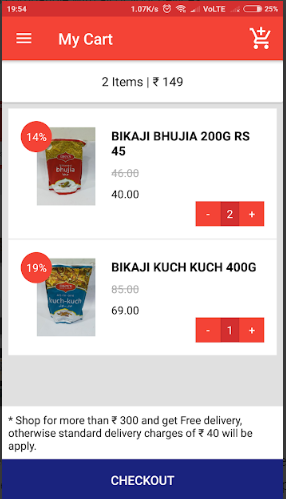 19:54
1.07K/s VoLTE 25%
My Cart
2 Items | ₹ 149
14%
BIKAJI BHUJIA 200G RS
45
46.00
40.00
bhujia
- 2 +
19%
BIKAJI KUCH KUCH 400G
85.00
69.00
kuch-kuch
- 1 +
* Shop for more than ₹ 300 and get Free delivery,
otherwise standard delivery charges of ₹ 40 will be
apply.
CHECKOUT